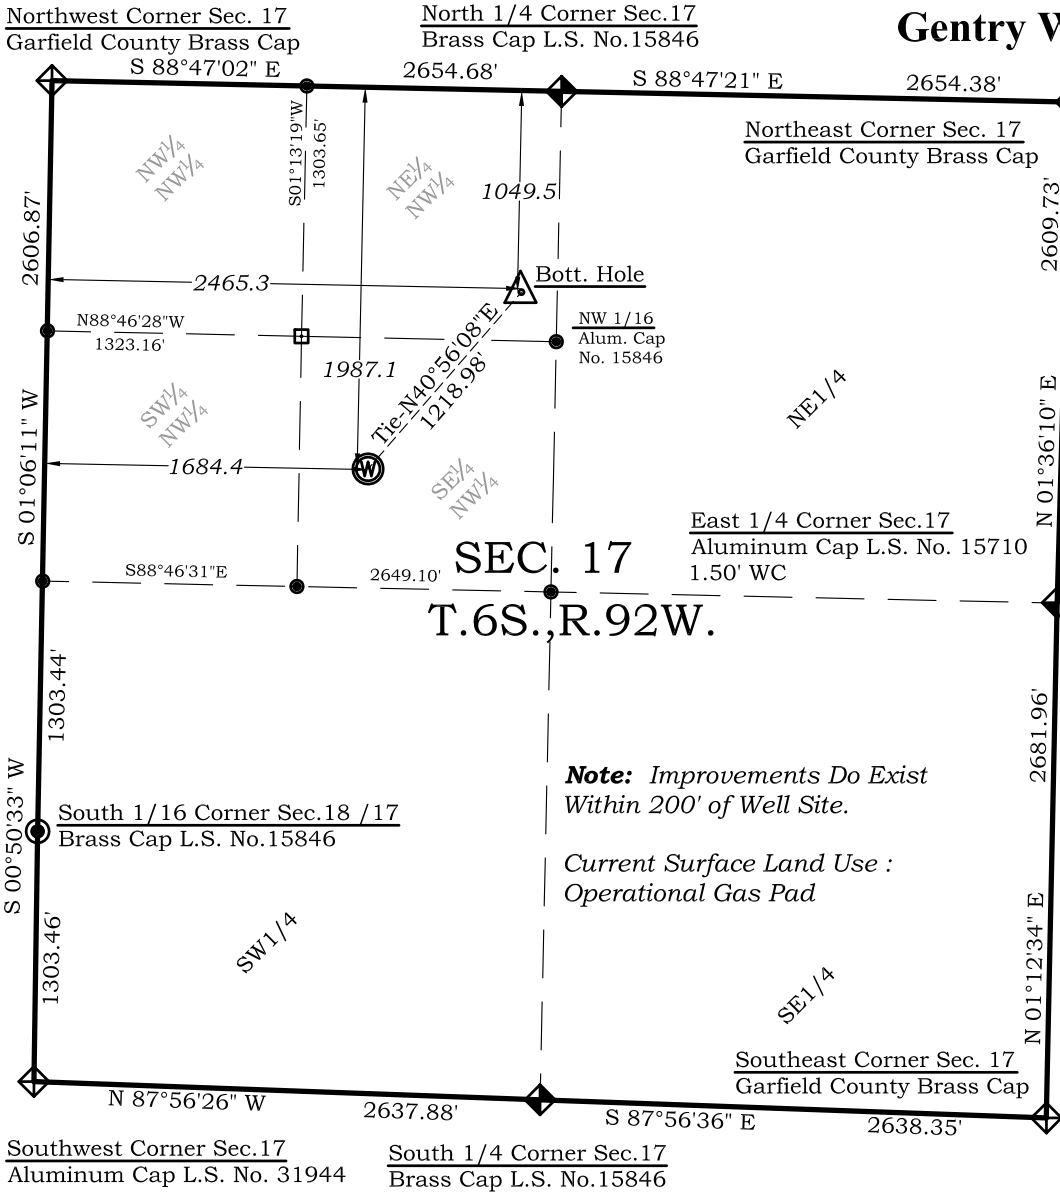 Northwest Corner Sec. 17
Garfield County Brass Cap
North 1/4 Corner Sec.17
Brass Cap L.S. No.15846
Gentry
S 88°47'02" E
2654.68'
S 88°47'21" E
2654.38'
Northeast Corner Sec. 17
Garfield County Brass Cap
S01°13'19"W
1303.65'
NW¼
NW¼
NE¼
NW¼
1049.5
2606.87'
2609.73'
2465.3
Bott. Hole
N88°46'28"W
1323.16'
NW 1/16
Alum. Cap
No. 15846
1987.1
Tie-N40°56'08"E
1218.98'
SW¼
NW¼
NE1/4
S 01°06'11" W
N 01°36'10" E
1684.4
W
SE¼
NW¼
East 1/4 Corner Sec.17
Aluminum Cap L.S. No. 15710
1.50' WC
SEC. 17
S88°46'31"E
2649.10'
T.6S.,R.92W.
1303.44'
2681.96'
Note: Improvements Do Exist
Within 200' of Well Site.
S 00°50'33" W
South 1/16 Corner Sec.18 /17
Brass Cap L.S. No.15846
Current Surface Land Use :
Operational Gas Pad
1303.46'
SW1/4
SE1/4
N 01°12'34" E
Southeast Corner Sec. 17
Garfield County Brass Cap
N 87°56'26" W
2637.88'
S 87°56'36" E
2638.35'
Southwest Corner Sec.17
Aluminum Cap L.S. No. 31944
South 1/4 Corner Sec.17
Brass Cap L.S. No.15846